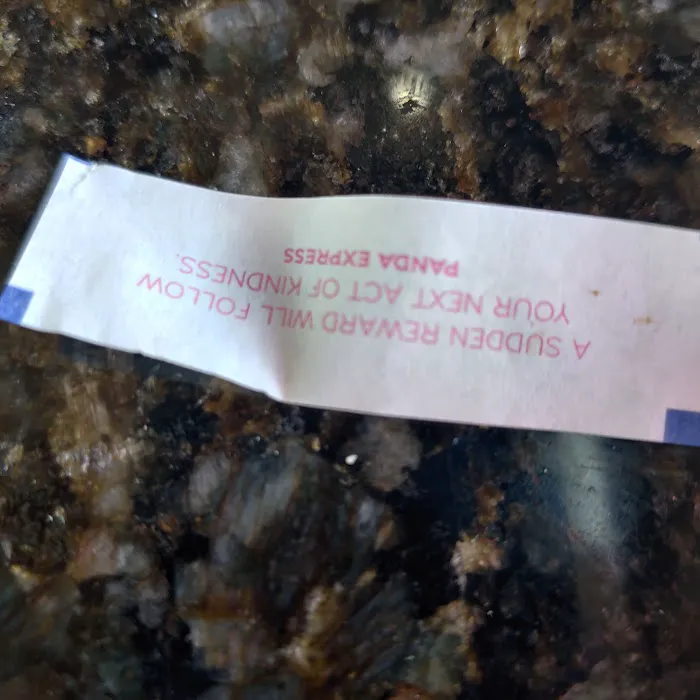 A SUDDEN REWARD WILL FOLLOW
YOUR NEXT ACT OF KINDNESS.
PANDA EXPRESS